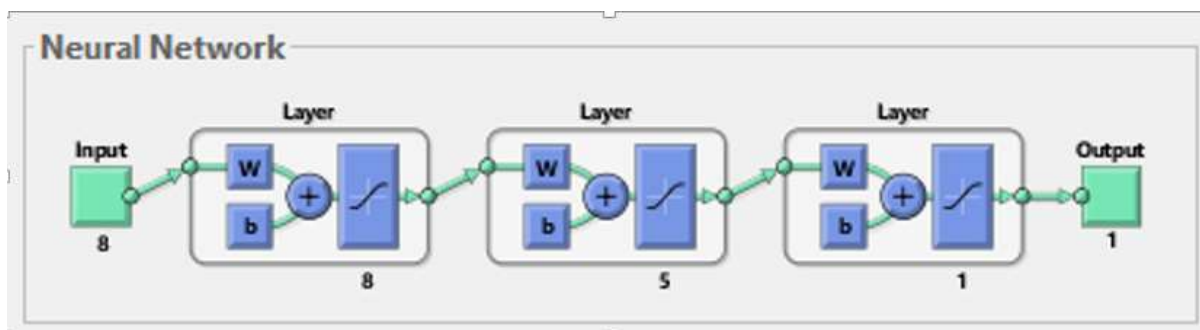 Neural Network
Layer Layer Layer
Input Output
W W W
+ + +
b b b
8 1
8 5 1